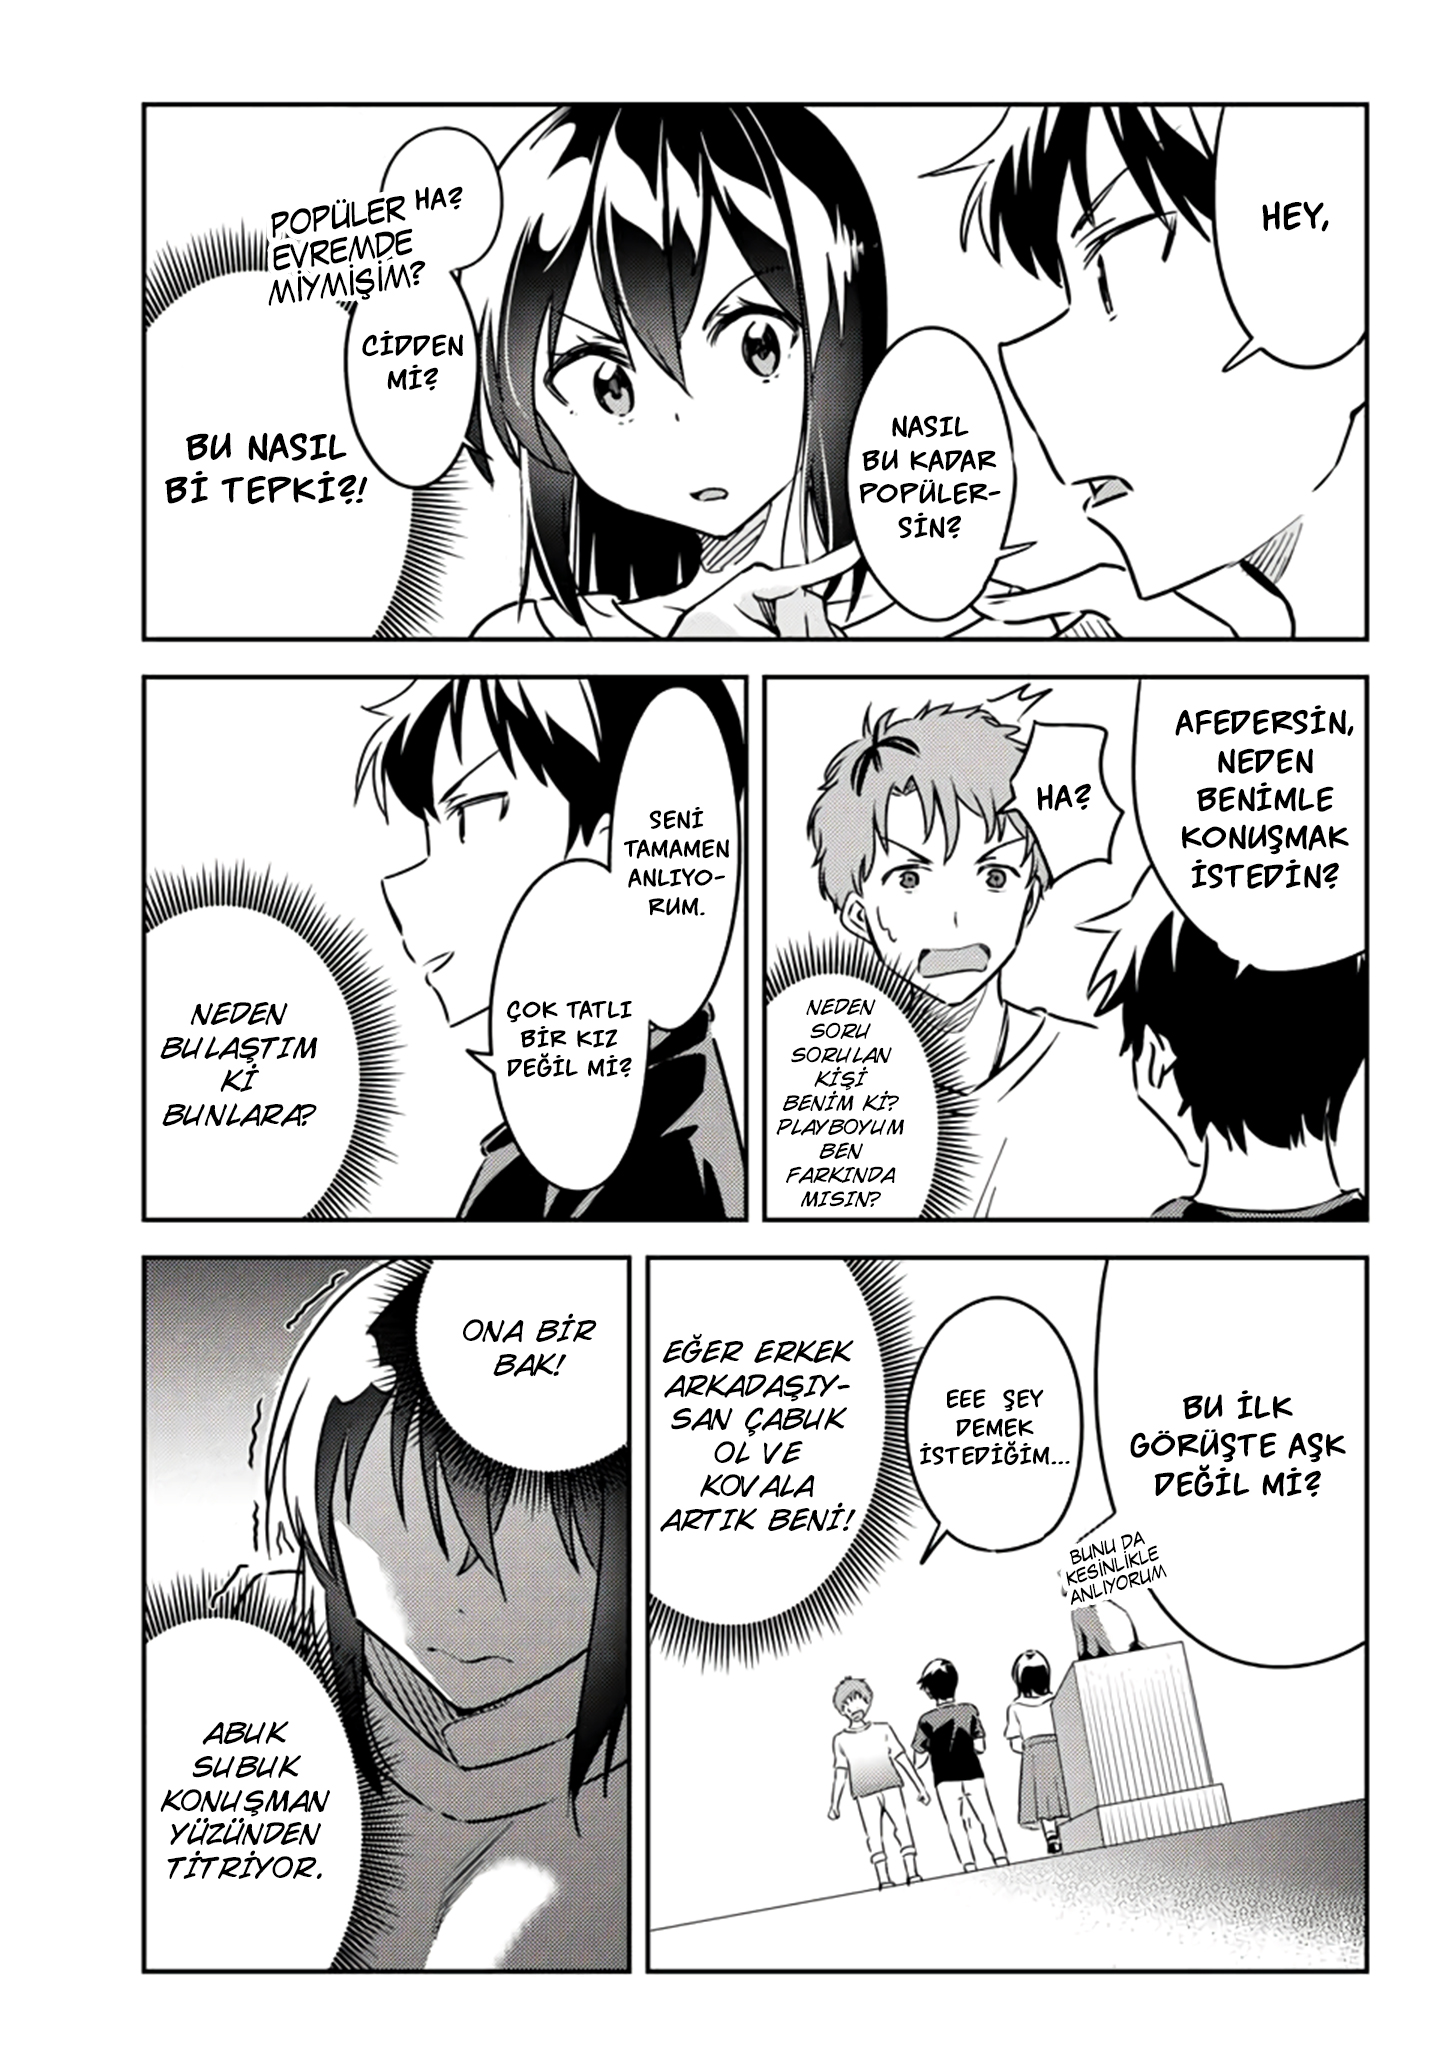 HEY,
NASIL
BU KADAR
POPÜLER-
SİN?
HA?
POPÜLER
EVREMDE
MİYMİŞİM?
CİDDEN
Mİ?
BU NASIL
Bİ TEPKİ?!
AFEDERSİN,
NEDEN
BENİMLE
KONUŞMAK
İSTEDİN?
HA?
NEDEN
SORU
SORULAN
KİŞİ
BENİM Kİ?
PLAYBOYUM
BEN
FARKINDA
MISIN?
SENİ
TAMAMEN
ANLIYO-
RUM.
ÇOK TATLI
BİR KIZ
DEĞİL Mİ?
NEDEN
BULAŞTIM
Kİ
BUNLARA?
BU İLK
GÖRÜŞTE AŞK
DEĞİL Mİ?
BUNU DA
KESİNLİKLE
ANLIYORUM
EEE ŞEY
DEMEK
İSTEDİĞİM...
EĞER ERKEK
ARKADAŞIY-
SAN ÇABUK
OL VE
KOVALA
ARTIK BENİ!
ONA BİR
BAK!
ABUK
SUBUK
KONUŞMAN
YÜZÜNDEN
TİTRİYOR.